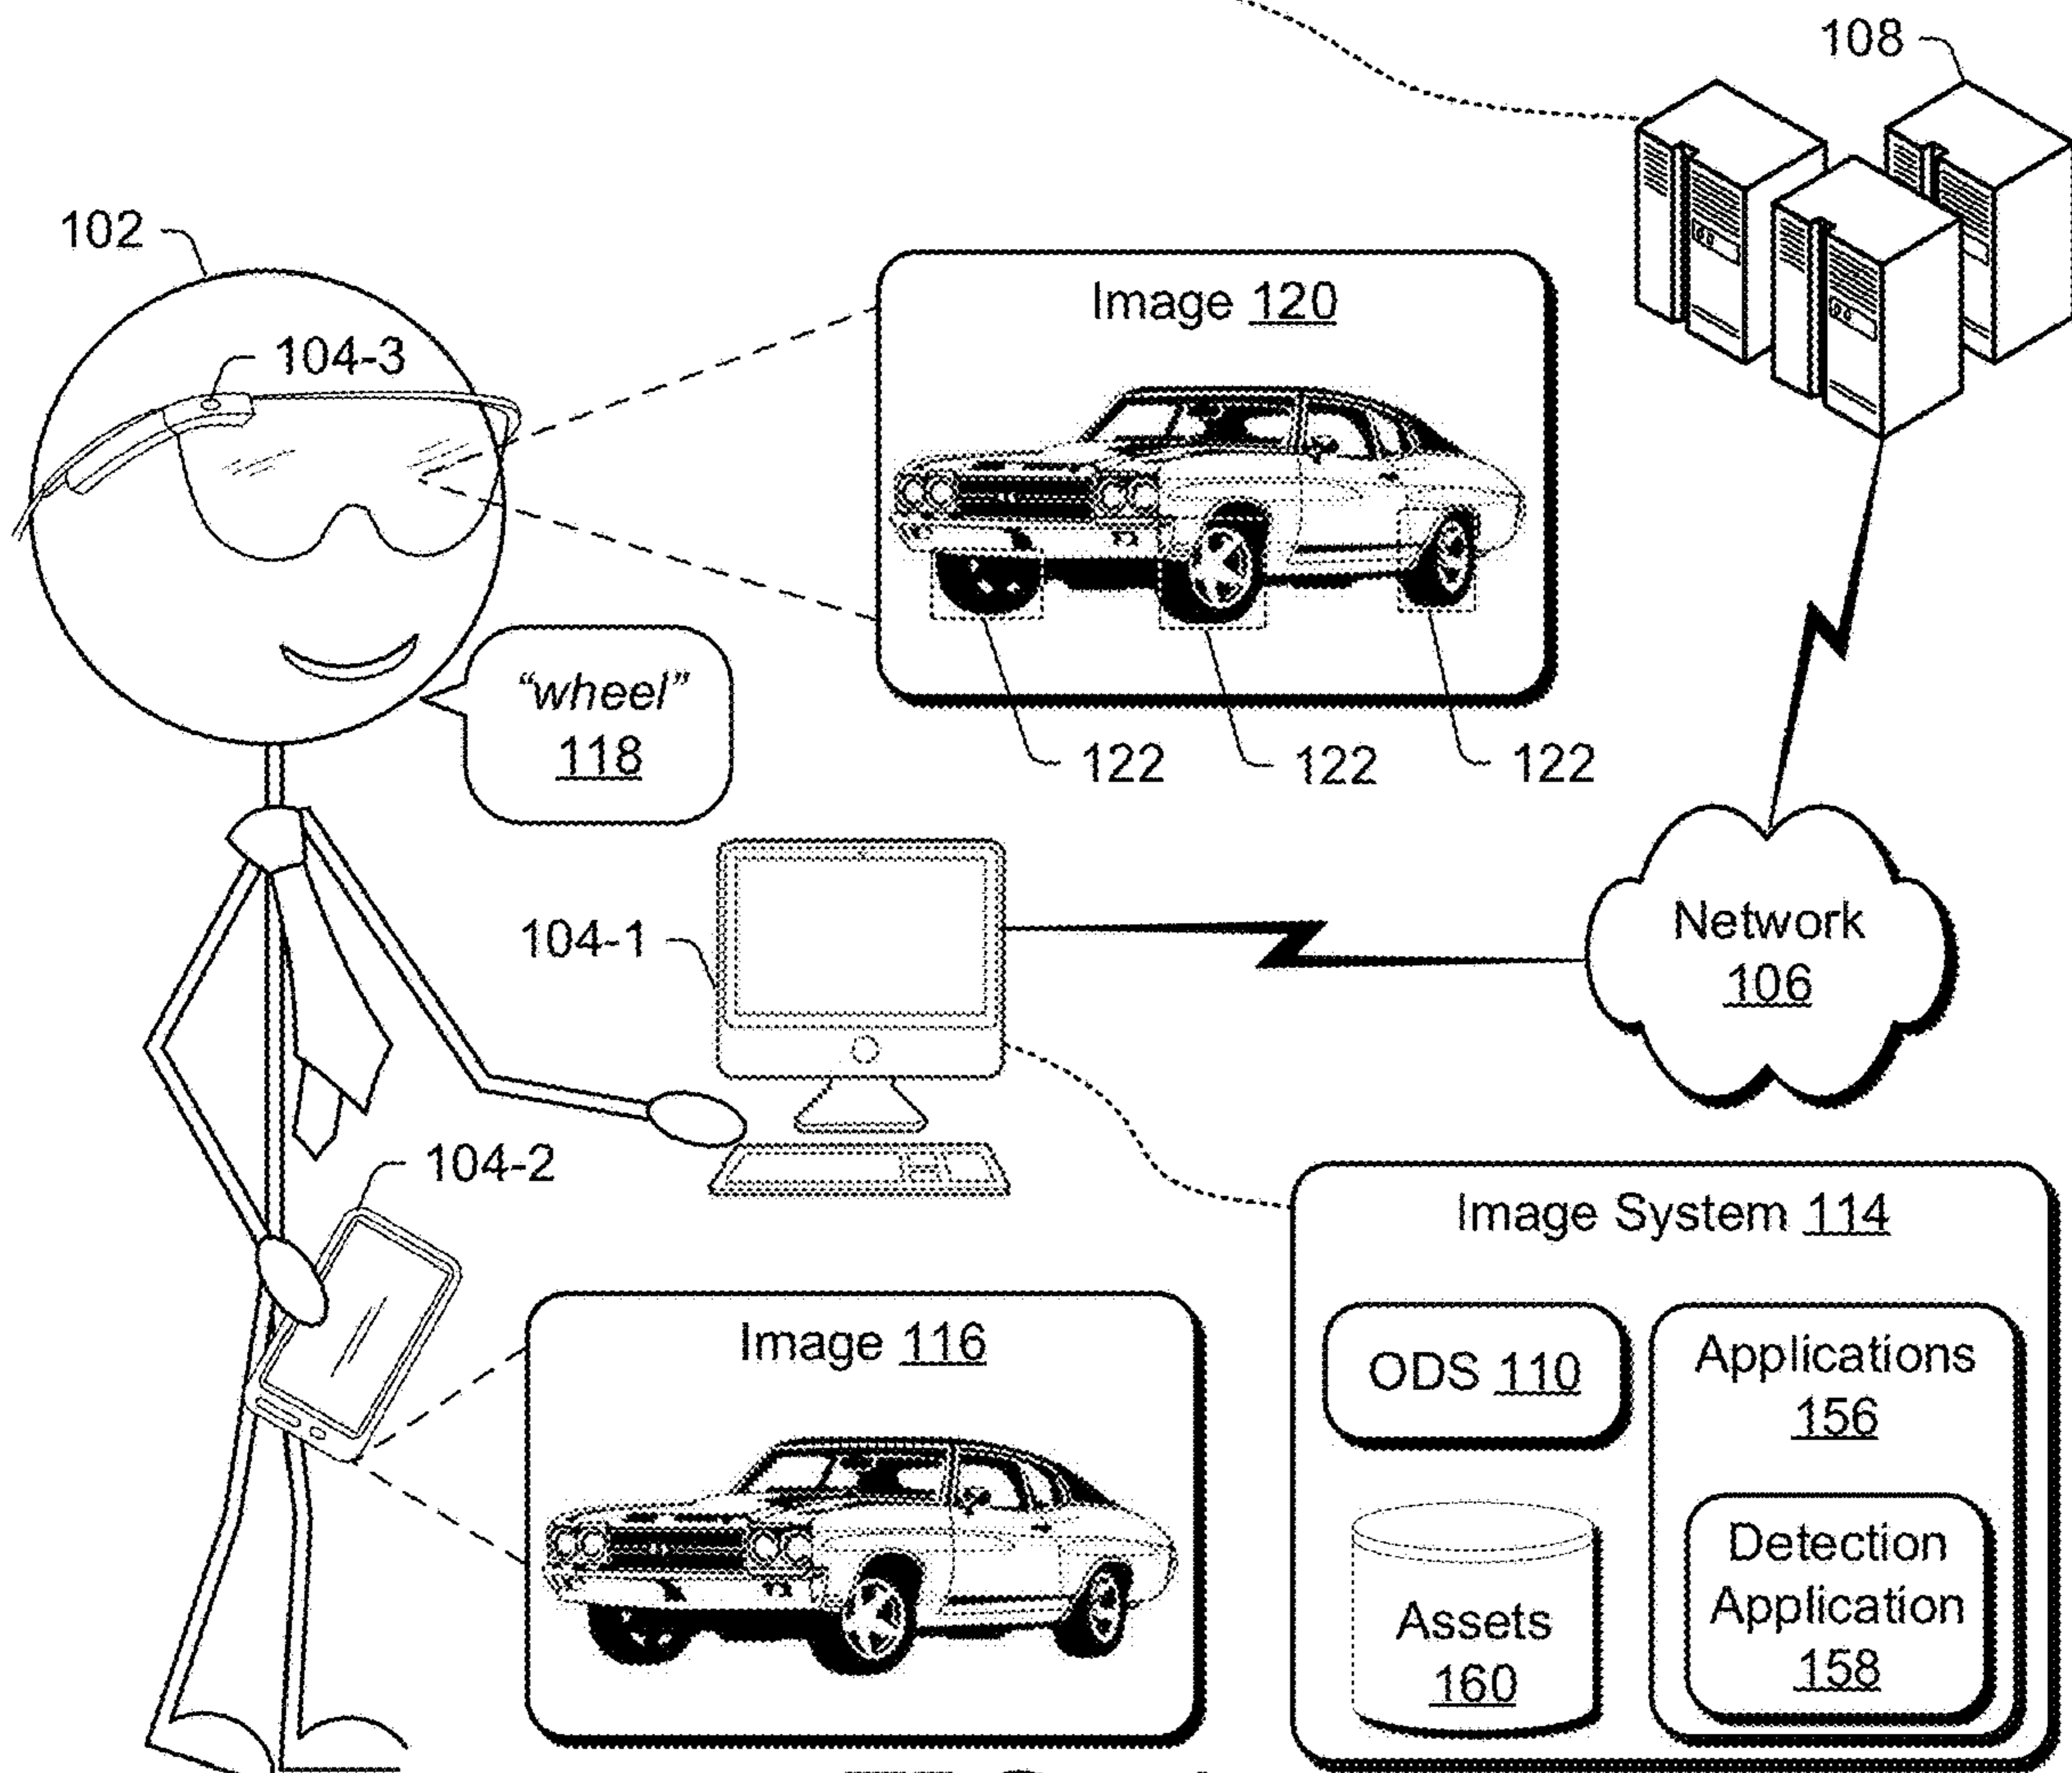 108
102
104-3
Image 120
"wheel"
118
122
122
122
104-1
Network
106
104-2
Image System 114
Image 116
ODS 110
Applications
156
Detection
Application
158
Assets
160